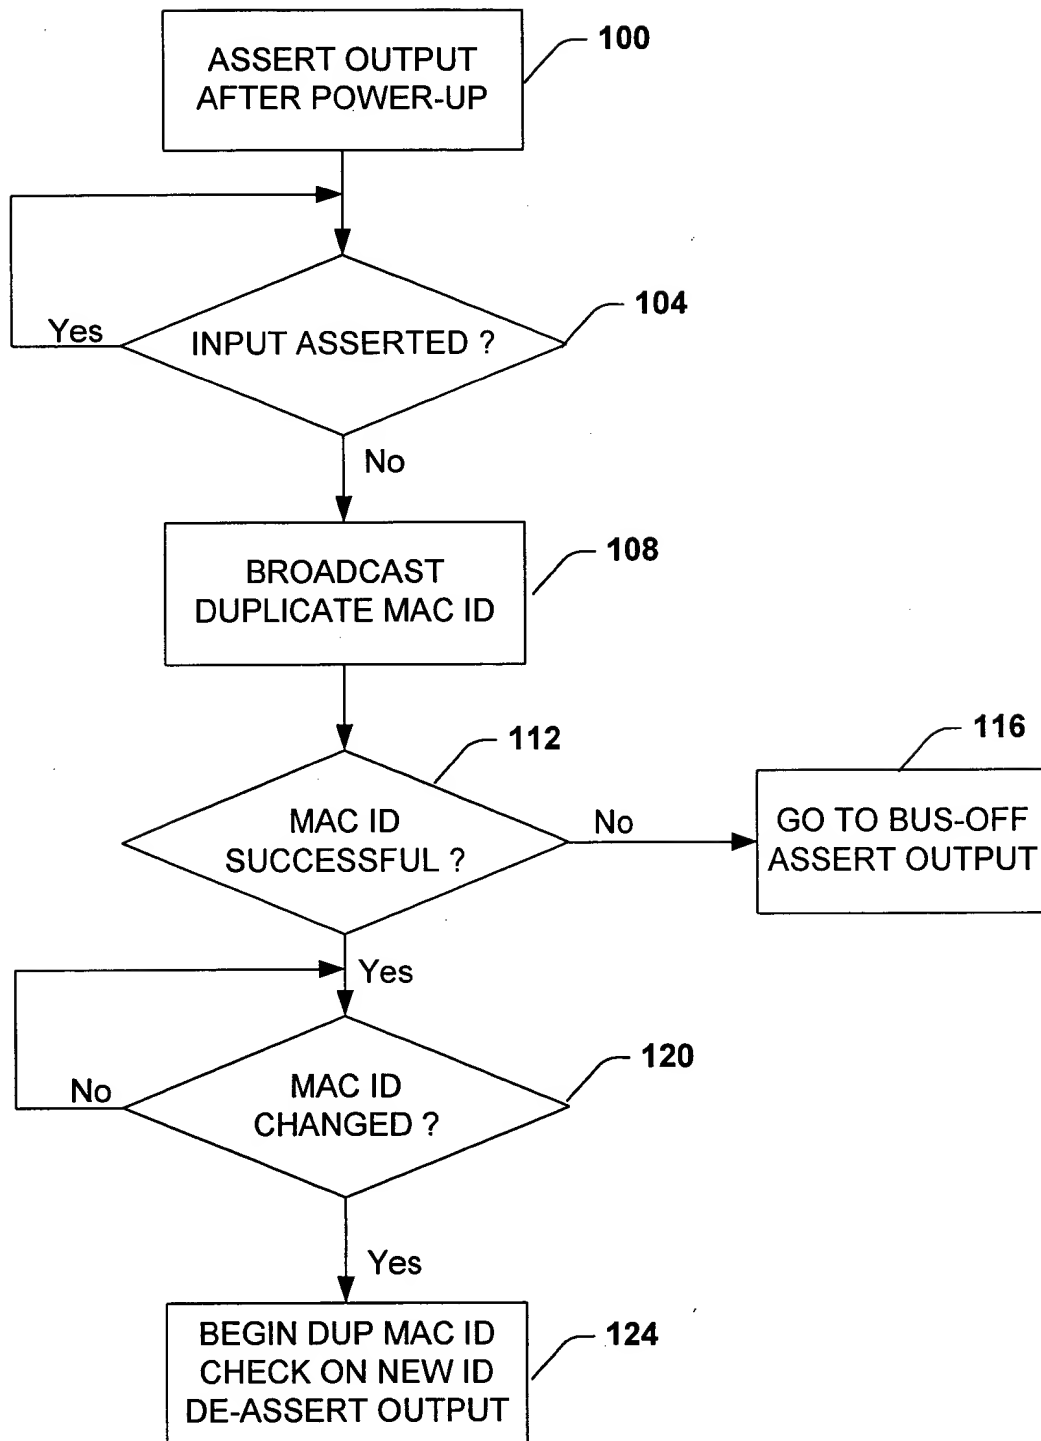 ASSERT OUTPUT
AFTER POWER-UP
100
INPUT ASSERTED ?
104
Yes
No
BROADCAST
DUPLICATE MAC ID
108
MAC ID
SUCCESSFUL ?
112
No
GO TO BUS-OFF
ASSERT OUTPUT
116
Yes
MAC ID
CHANGED ?
120
No
Yes
BEGIN DUP MAC ID
CHECK ON NEW ID
DE-ASSERT OUTPUT
124